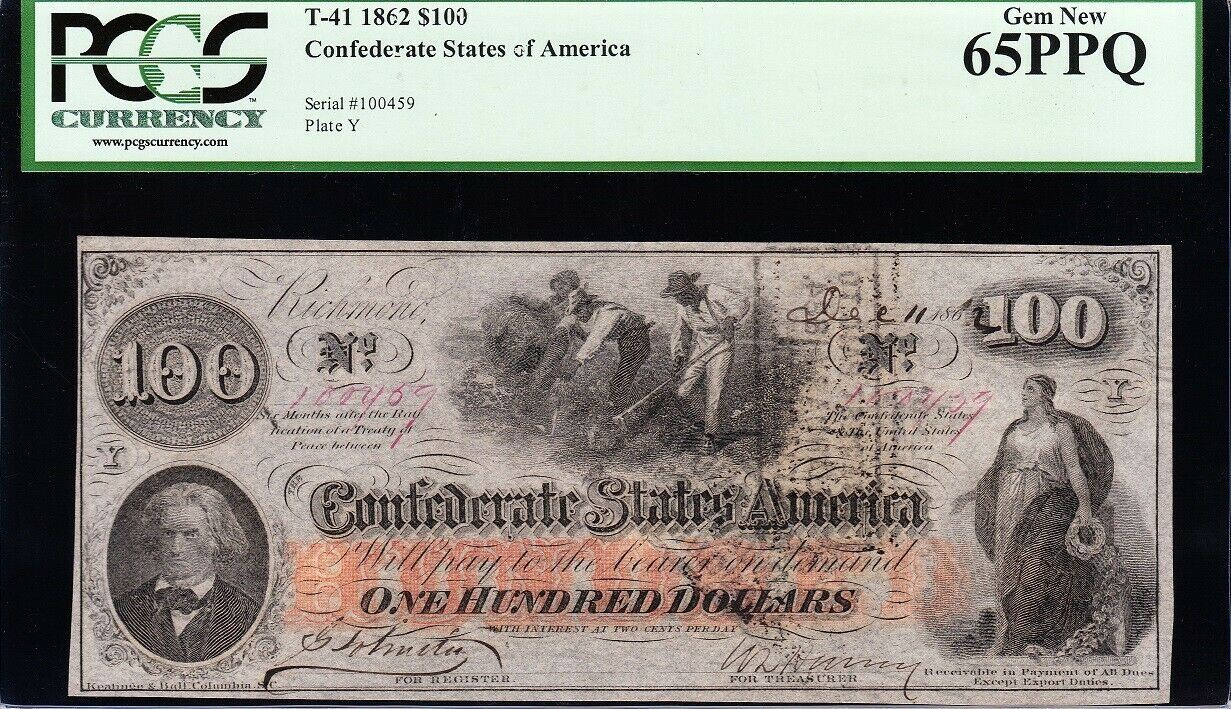 PCGS
CURRENCY
www.pcgscurrency.com
T-41 1862 $100
Confederate States of America
Serial #100459
Plate Y
Gem New
65PPQ
Richmond,
Dec 11 1862
100
No.
No.
100
100459
100459
Six Months after the Rati
fication of a Treaty of
Peace between
The Confederate States
& The United States
of America
Y
Y
THE
Confederate States America
Will pay to the bearer on demand
ONE HUNDRED DOLLARS
WITH INTEREST AT TWO CENTS PER DAY
FOR REGISTER
FOR TREASURER
Receivable in Payment of All Dues
Except Export Duties.
Keatinge & Ball Columbia, S.C.